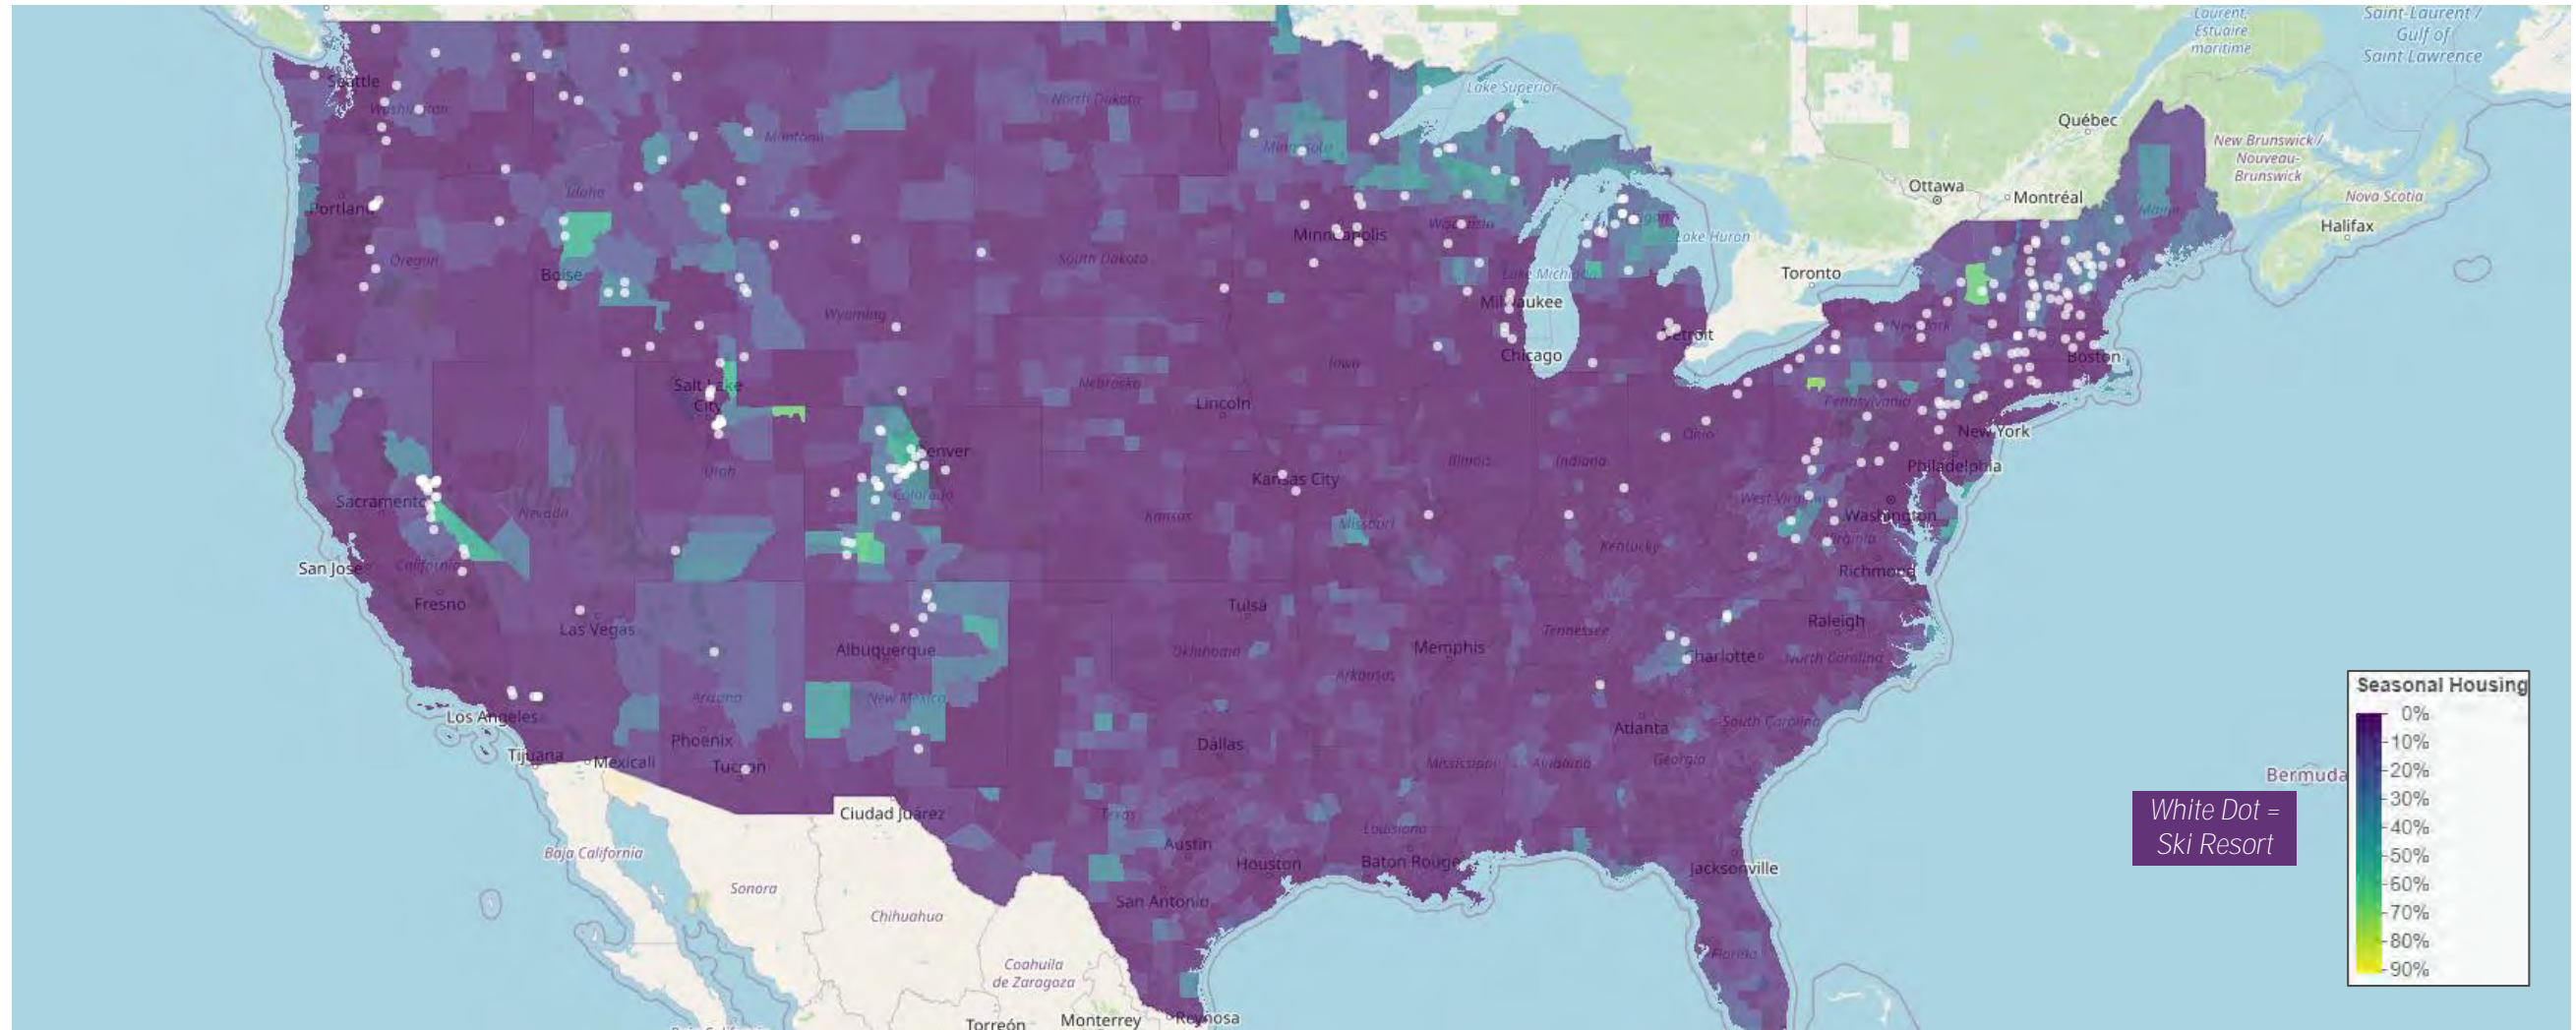 Laurent,
Estuaire
maritime
Saint-Laurent /
Gulf of
Saint Lawrence
Seattle
Washington
North Dakota
Lake Superior
Montana
Minnesota
Québec
New Brunswick /
Nouveau-
Brunswick
Idaho
Ottawa
Montréal
Nova Scotia
Portland
Maine
Halifax
Minneapolis
Wisconsin
Lake Huron
Oregon
South Dakota
Boise
Lake Michigan
Toronto
Wyoming
Milwaukee
New York
Detroit
Chicago
Boston
Iowa
Salt Lake
City
Nebraska
Lincoln
Pennsylvania
New York
Ohio
Denver
Utah
Illinois
Indiana
Philadelphia
Kansas City
Sacramento
Colorado
West Virginia
Nevada
Kansas
Missouri
Washington
Virginia
San Jose
California
Kentucky
Richmond
Fresno
Las Vegas
Tulsa
Raleigh
Tennessee
Albuquerque
Oklahoma
Memphis
Charlotte
North Carolina
Arkansas
Arizona
New Mexico
Los Angeles
Phoenix
Dallas
Atlanta
South Carolina
Tijuana
Mexicali
Tucson
Mississippi
Alabama
Georgia
Bermuda
Ciudad Juárez
Texas
Louisiana
Baja California
Austin
Houston
Baton Rouge
Jacksonville
Sonora
San Antonio
Chihuahua
Florida
Coahuila
de Zaragoza
Torreón
Monterrey
Reynosa
White Dot =
Ski Resort
Seasonal Housing
0%
10%
20%
30%
40%
50%
60%
70%
80%
90%